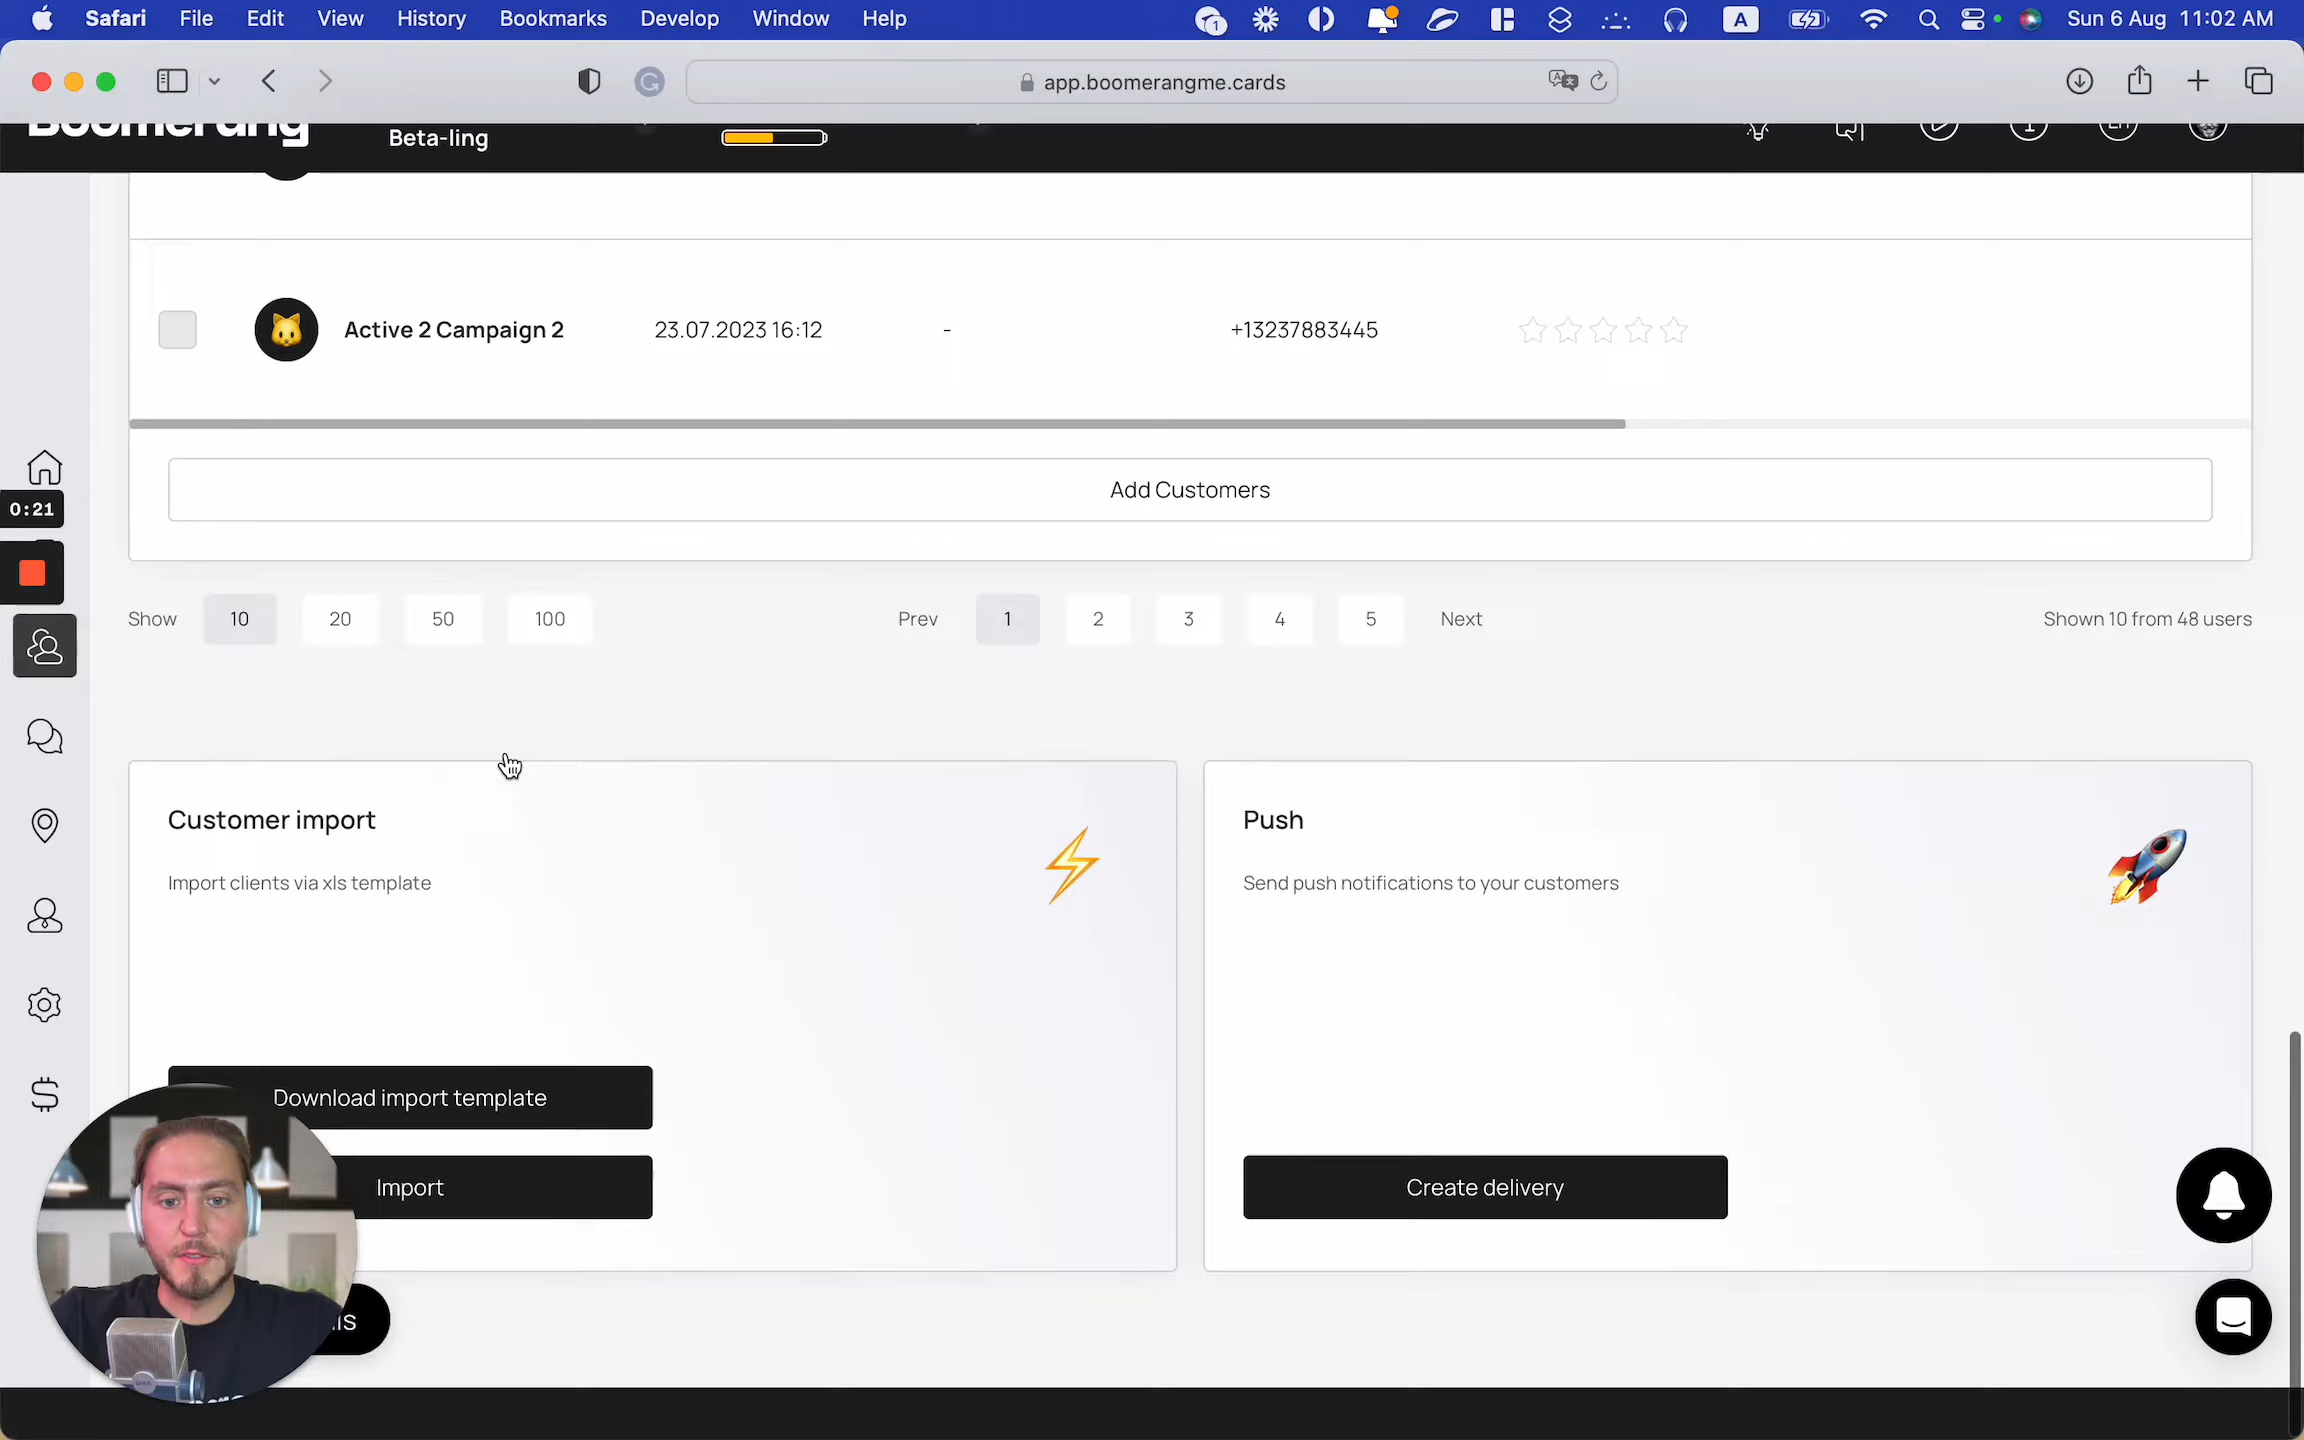 Safari File Edit View History Bookmarks Develop Window Help 1 A Sun 6 Aug 11:02 AM
app.boomerangme.cards
Boomerang
Beta-ling
Active 2 Campaign 2 23.07.2023 16:12 - +13237883445
Add Customers
0:21
Show 10 20 50 100 Prev 1 2 3 4 5 Next Shown 10 from 48 users
Customer import
Import clients via xls template
Download import template
Import
Push
Send push notifications to your customers
Create delivery